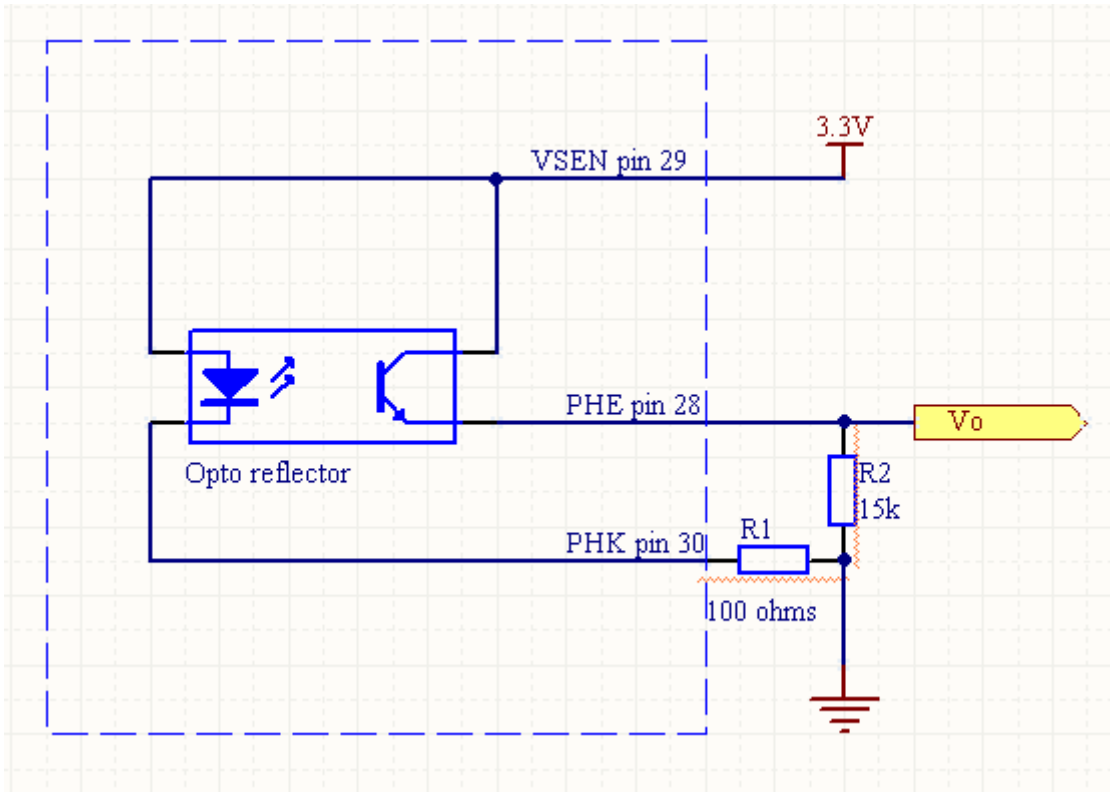 3.3V
VSEN pin 29
PHE pin 28
Vo
Opto reflector
R2
15k
PHK pin 30
R1
100 ohms